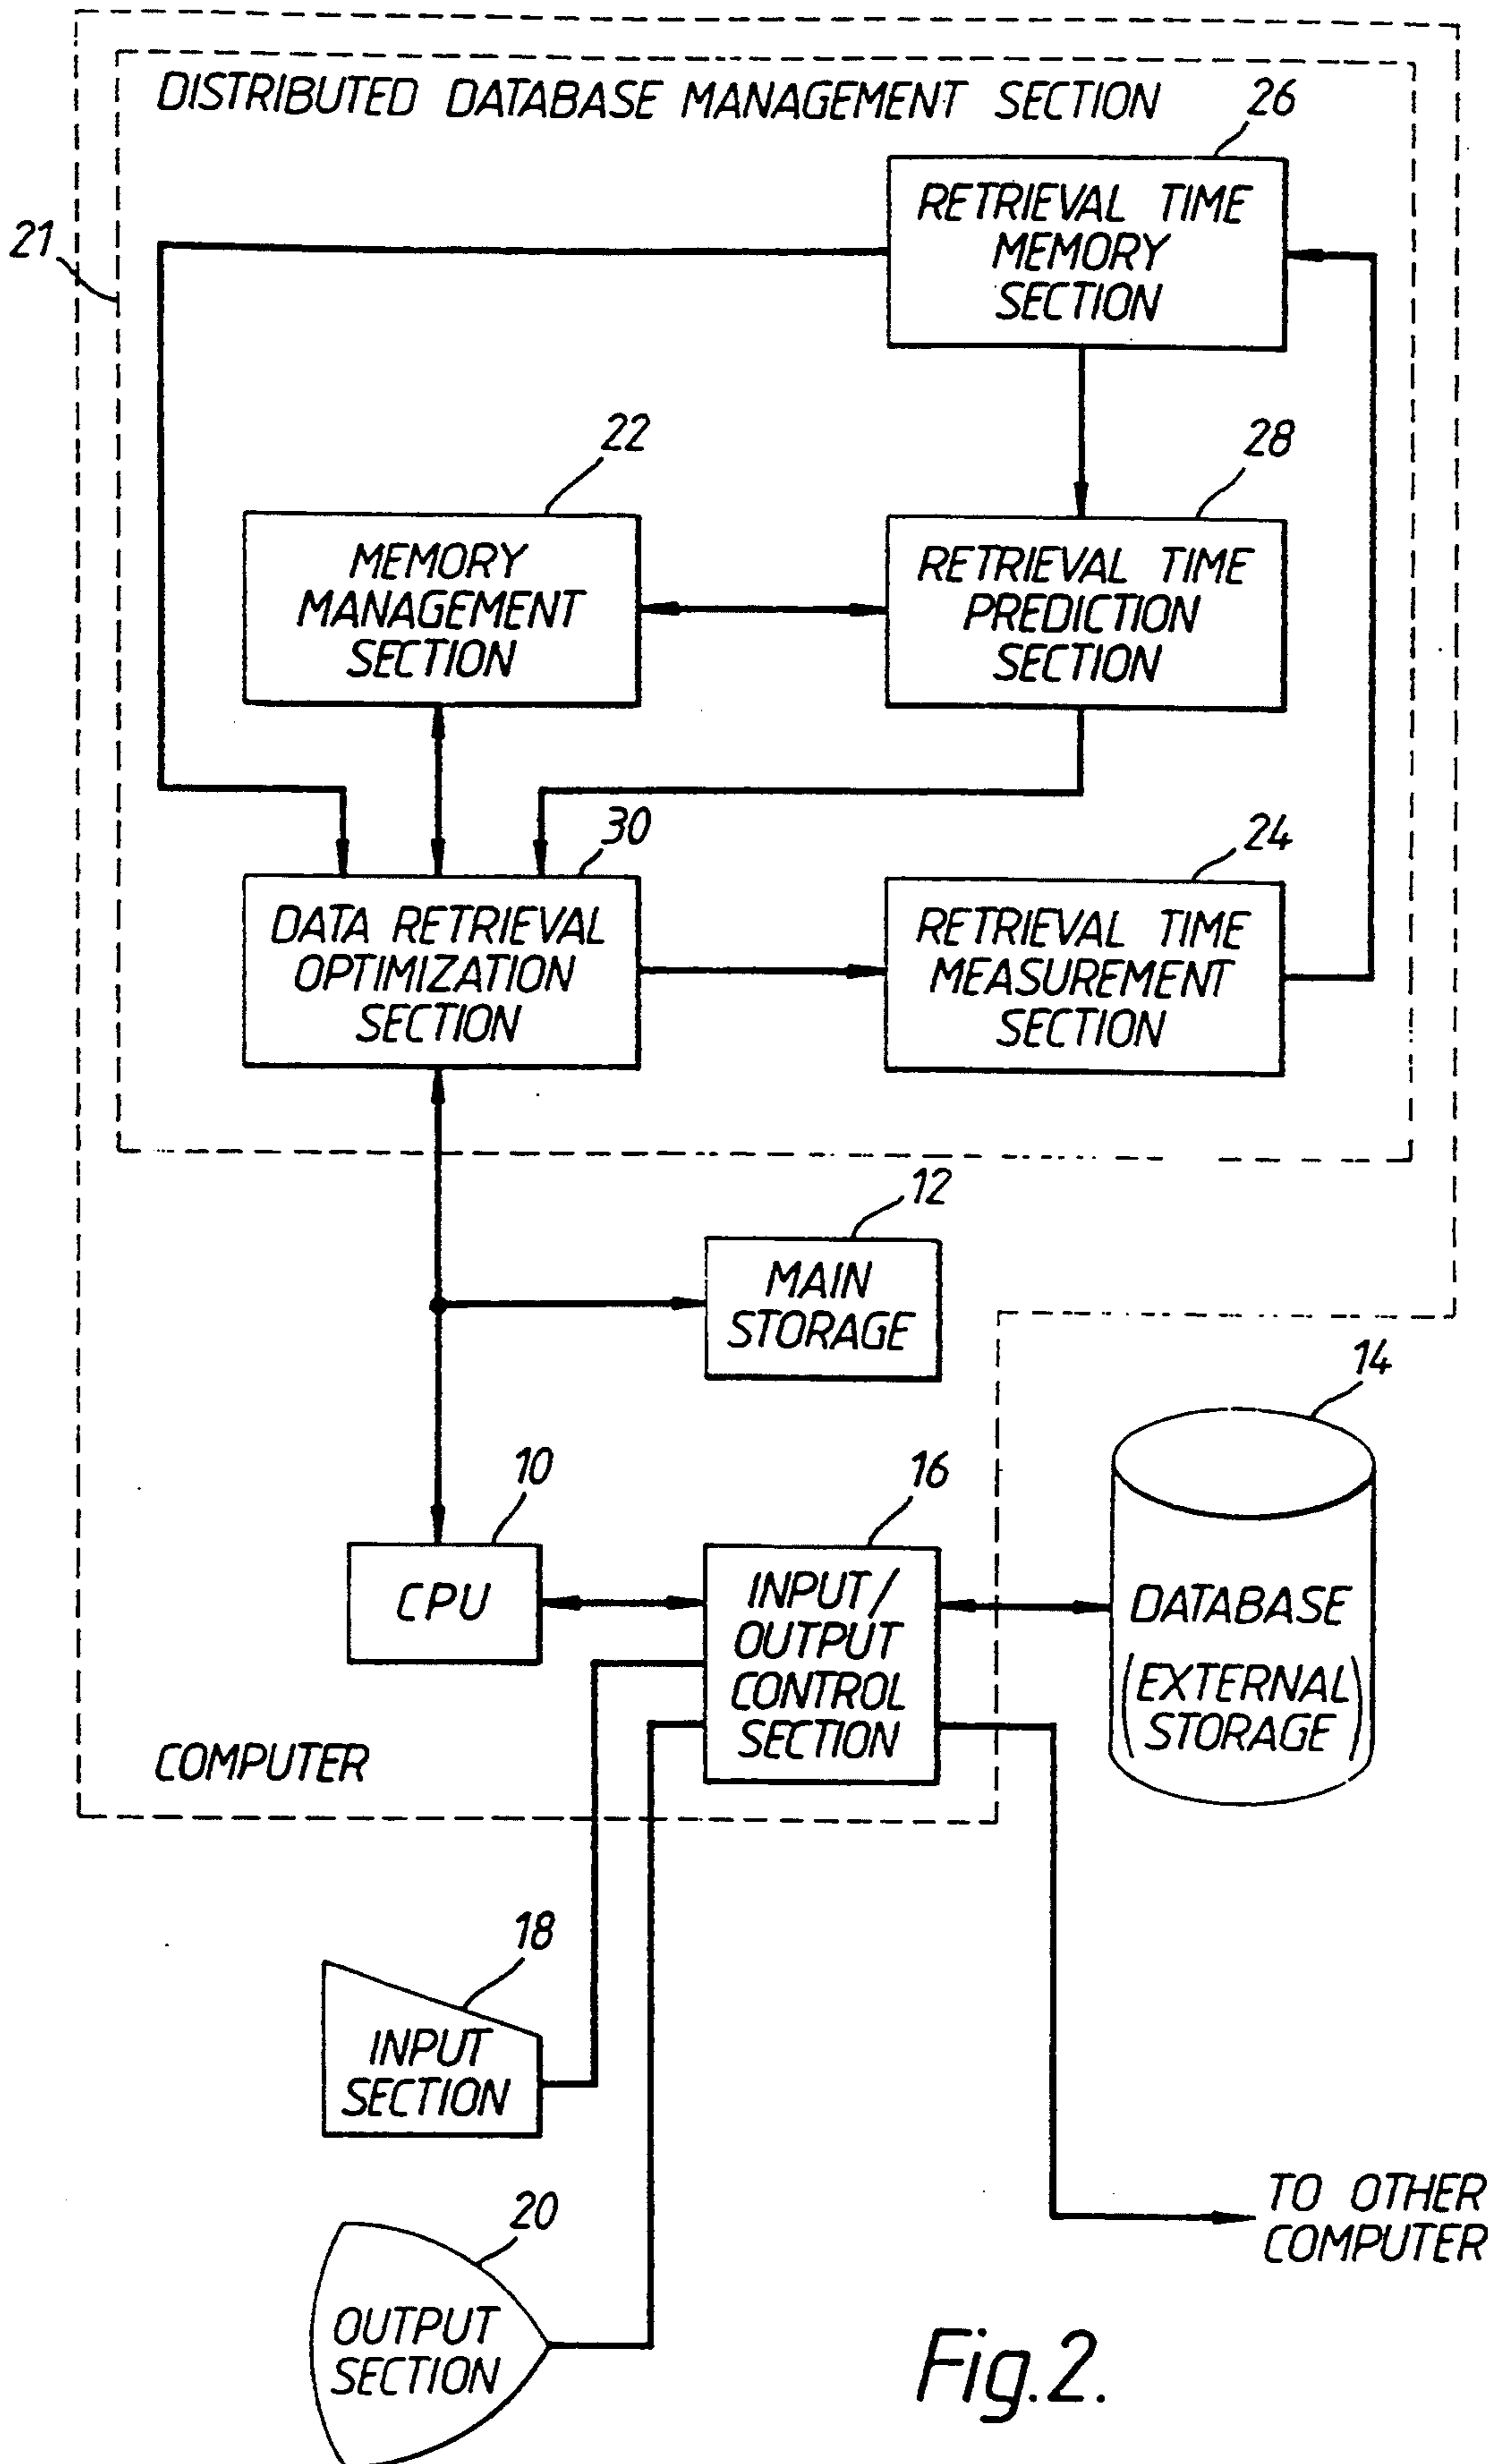 DISTRIBUTED DATABASE MANAGEMENT SECTION
26
RETRIEVAL TIME
MEMORY
SECTION
21
22
28
MEMORY
MANAGEMENT
SECTION
RETRIEVAL TIME
PREDICTION
SECTION
30
24
DATA RETRIEVAL
OPTIMIZATION
SECTION
RETRIEVAL TIME
MEASUREMENT
SECTION
12
MAIN
STORAGE
14
10
16
CPU
INPUT/
OUTPUT
CONTROL
SECTION
DATABASE
(EXTERNAL
STORAGE)
COMPUTER
18
INPUT
SECTION
20
OUTPUT
SECTION
TO OTHER
COMPUTER
Fig.2.